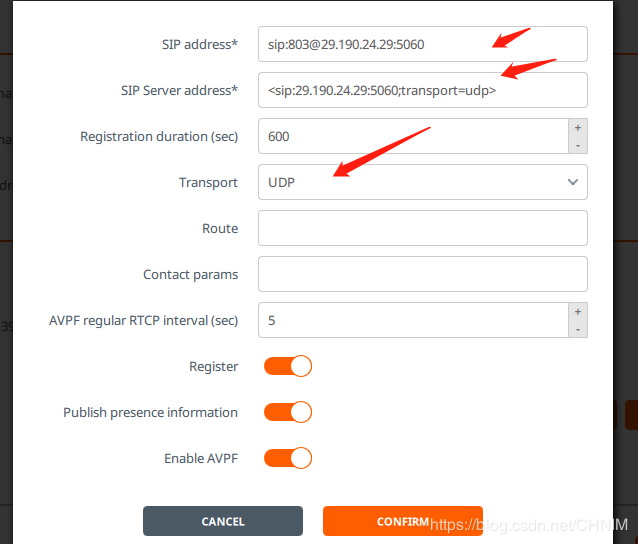 SIP address* sip:803@29.190.24.29:5060
SIP Server address* <sip:29.190.24.29:5060;transport=udp>
Registration duration (sec) 600 + -
Transport UDP
Route
Contact params
AVPF regular RTCP interval (sec) 5 + -
Register
Publish presence information
Enable AVPF
CANCEL CONFIRM
https://blog.csdn.net/CHNIM